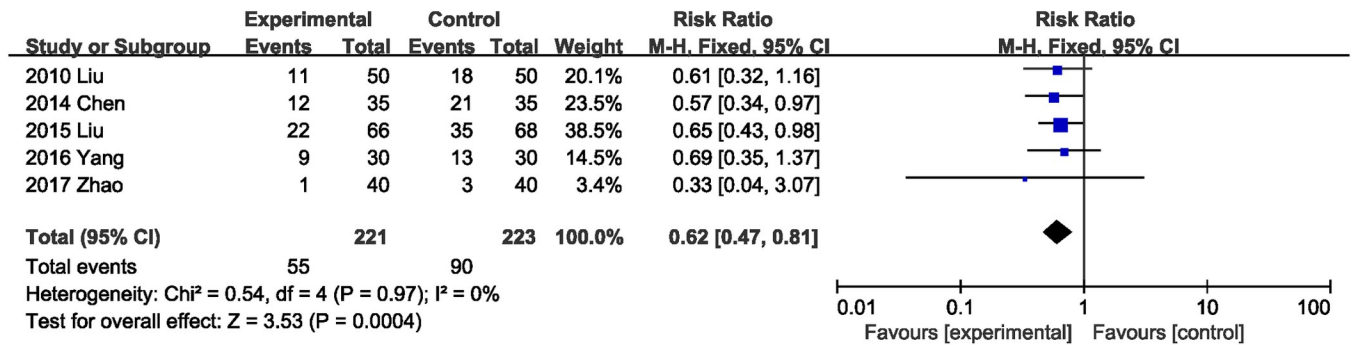 Experimental Control Risk Ratio Risk Ratio
Study or Subgroup Events Total Events Total Weight M-H, Fixed, 95% CI M-H, Fixed, 95% CI
2010 Liu 11 50 18 50 20.1% 0.61 [0.32, 1.16]
2014 Chen 12 35 21 35 23.5% 0.57 [0.34, 0.97]
2015 Liu 22 66 35 68 38.5% 0.65 [0.43, 0.98]
2016 Yang 9 30 13 30 14.5% 0.69 [0.35, 1.37]
2017 Zhao 1 40 3 40 3.4% 0.33 [0.04, 3.07]
Total (95% CI) 221 223 100.0% 0.62 [0.47, 0.81]
Total events 55 90
Heterogeneity: Chi² = 0.54, df = 4 (P = 0.97); I² = 0%
Test for overall effect: Z = 3.53 (P = 0.0004)
0.01 0.1 1 10 100
Favours [experimental] Favours [control]